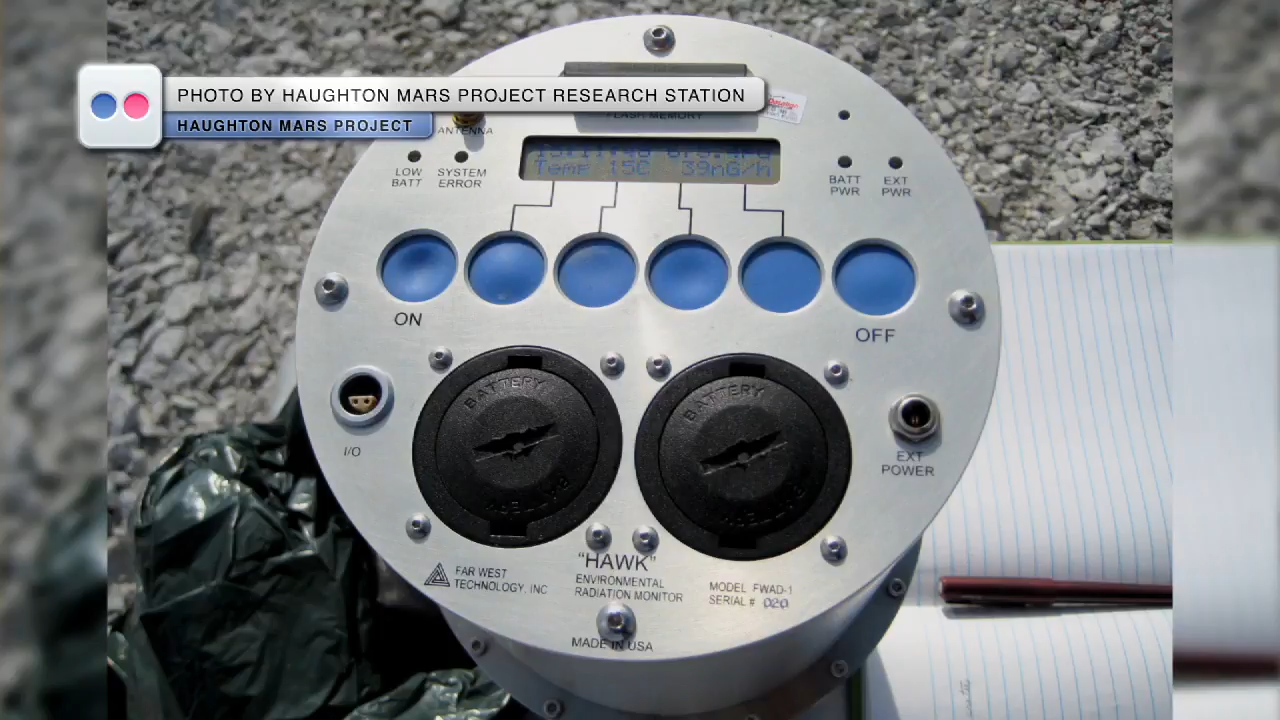 PHOTO BY HAUGHTON MARS PROJECT RESEARCH STATION
HAUGHTON MARS PROJECT
ANTENNA
FLASH MEMORY
LOW BATT
SYSTEM ERROR
Temp 15C 39nG/h
BATT PWR
EXT PWR
ON
OFF
BATTERY
BATTERY
BATTERY
BATTERY
I/O
EXT POWER
"HAWK"
ENVIRONMENTAL
RADIATION MONITOR
FAR WEST
TECHNOLOGY, INC
MODEL FWAD-1
SERIAL # 020
MADE IN USA